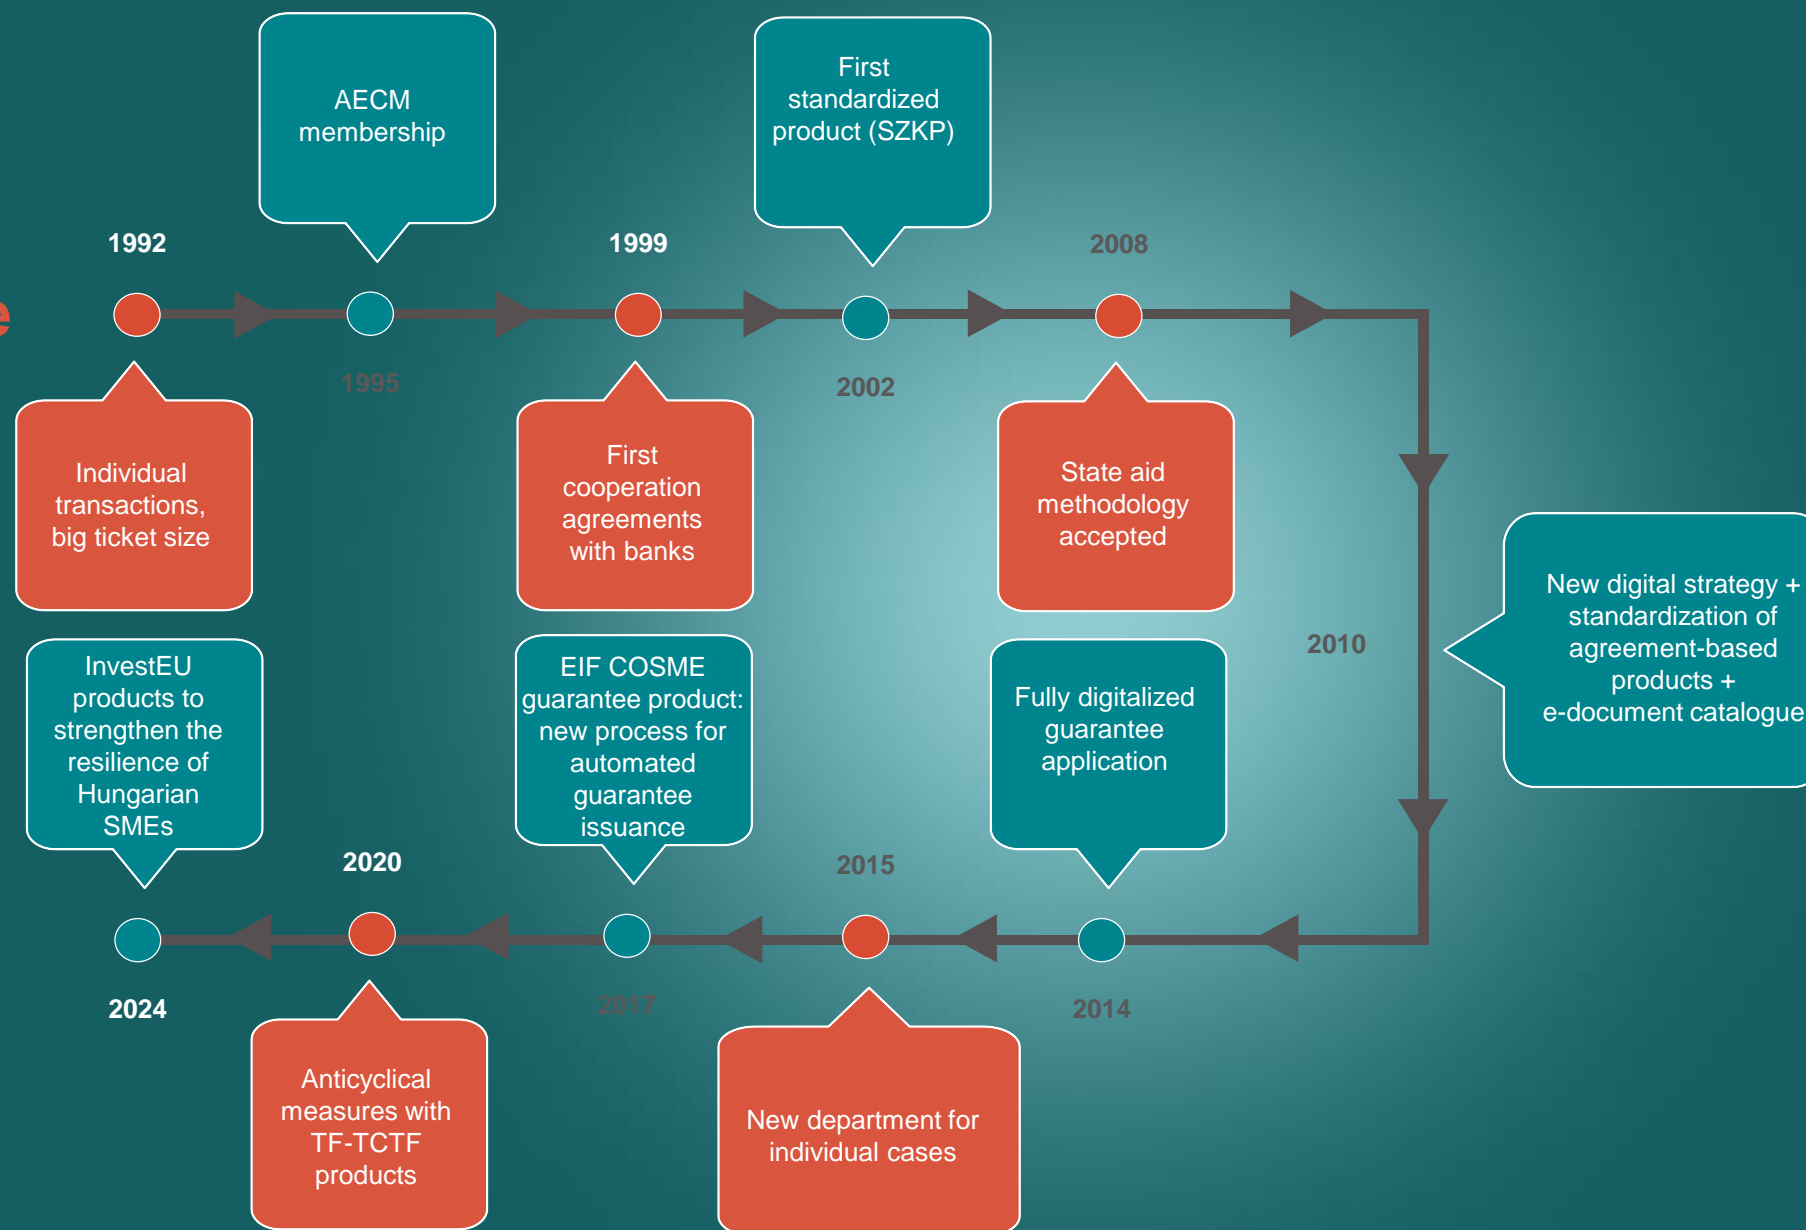 AECM
membership
First
standardized
product (SZKP)
1992
1999
2008
e
1995
2002
Individual
transactions,
big ticket size
First
cooperation
agreements
with banks
State aid
methodology
accepted
2010
New digital strategy +
standardization of
agreement-based
products +
e-document catalogue
InvestEU
products to
strengthen the
resilience of
Hungarian
SMEs
EIF COSME
guarantee product:
new process for
automated
guarantee
issuance
Fully digitalized
guarantee
application
2020
2015
2024
2017
2014
Anticyclical
measures with
TF-TCTF
products
New department for
individual cases